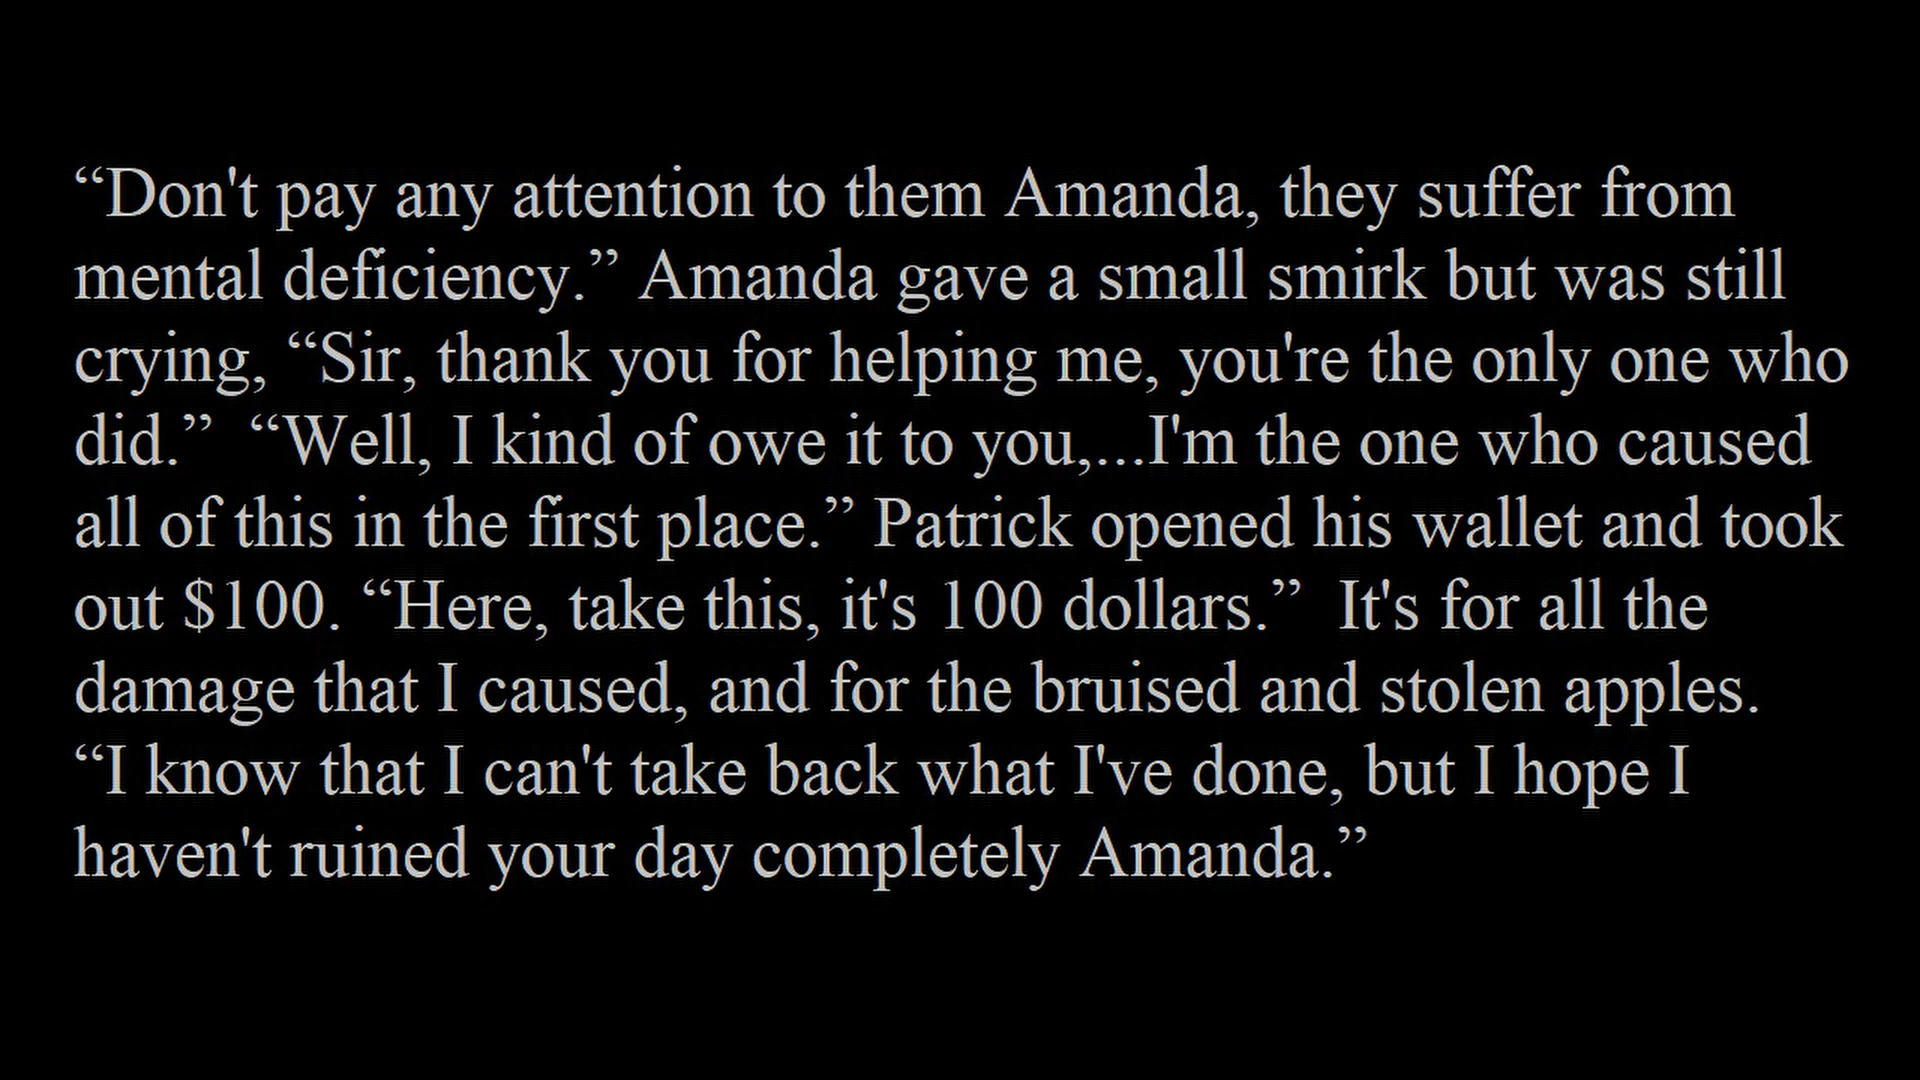 “Don't pay any attention to them Amanda, they suffer from
mental deficiency.” Amanda gave a small smirk but was still
crying, “Sir, thank you for helping me, you're the only one who
did.”  “Well, I kind of owe it to you,...I'm the one who caused
all of this in the first place.” Patrick opened his wallet and took
out $100. “Here, take this, it's 100 dollars.”  It's for all the
damage that I caused, and for the bruised and stolen apples.
“I know that I can't take back what I've done, but I hope I
haven't ruined your day completely Amanda.”